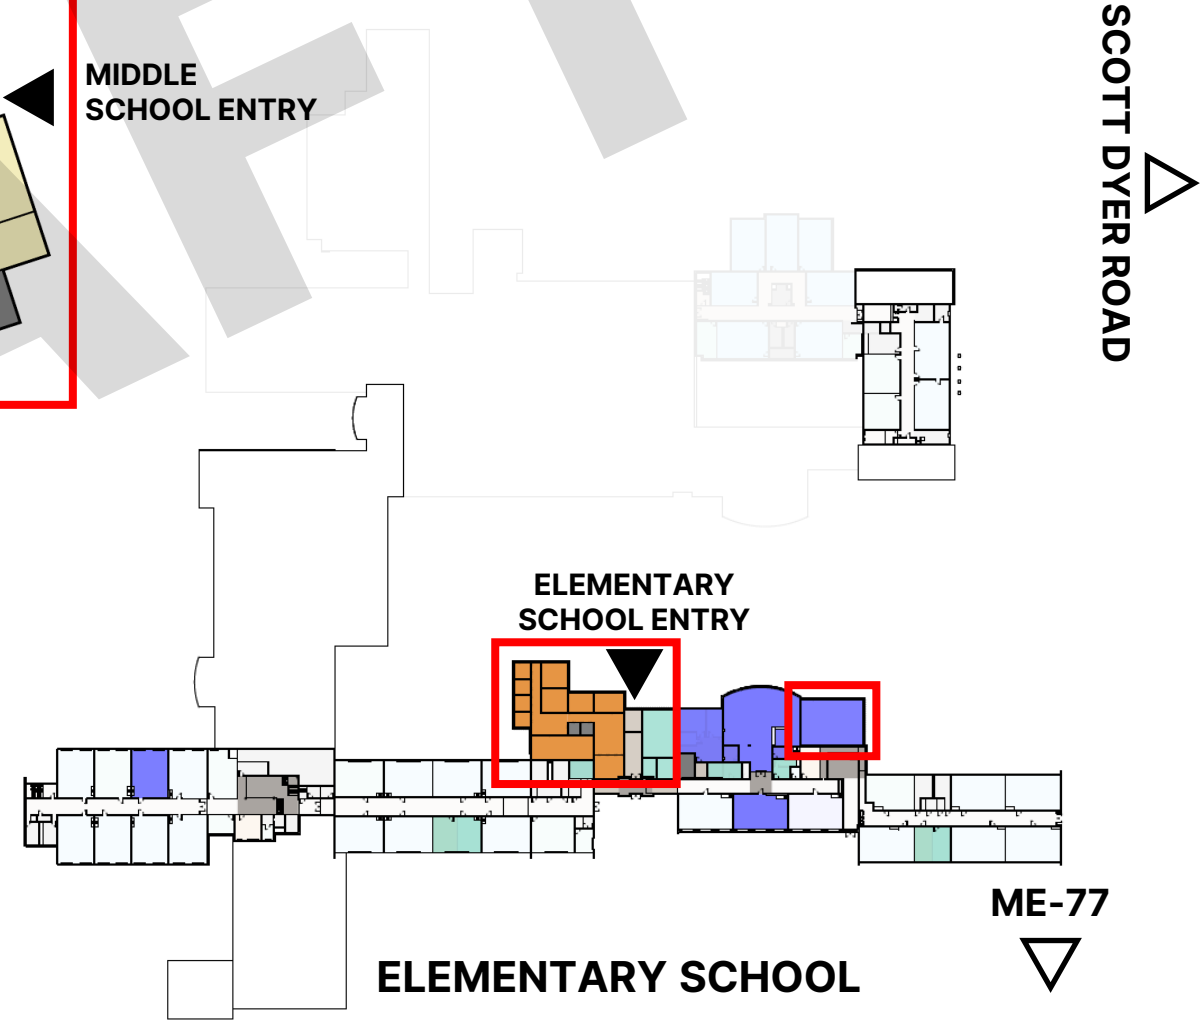 MIDDLE
SCHOOL ENTRY
SCOTT DYER ROAD
ELEMENTARY
SCHOOL ENTRY
ME-77
ELEMENTARY SCHOOL